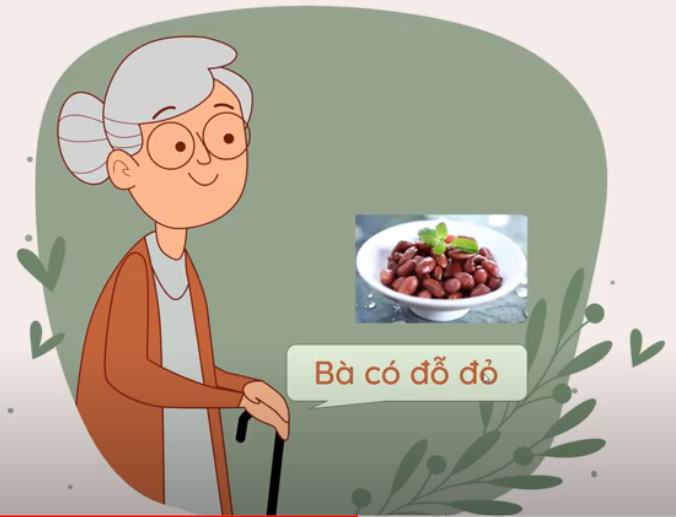 Bà có đỗ đỏ